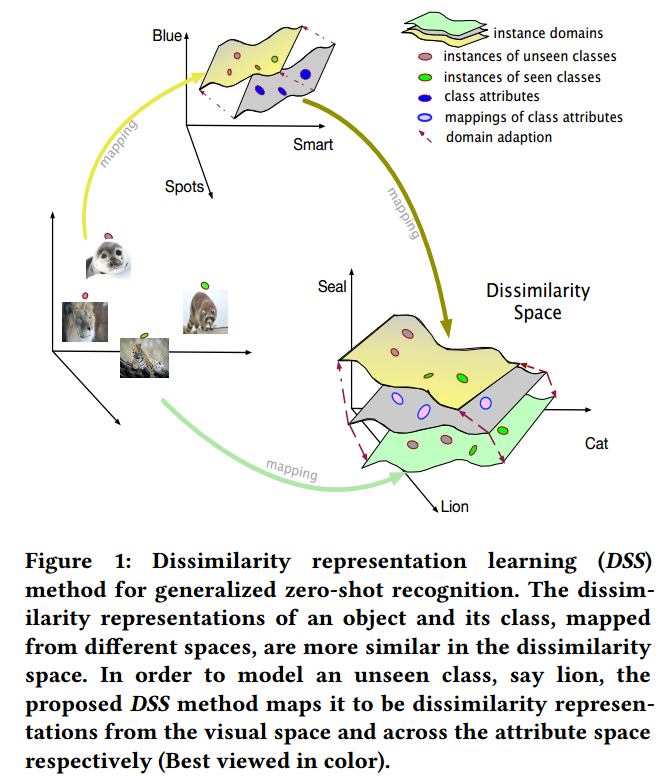 Blue
Smart
Spots
mapping
instance domains
instances of unseen classes
instances of seen classes
class attributes
mappings of class attributes
domain adaption
mapping
Seal
Dissimilarity
Space
Cat
Lion
mapping
Figure 1: Dissimilarity representation learning (DSS)
method for generalized zero-shot recognition. The dissim-
ilarity representations of an object and its class, mapped
from different spaces, are more similar in the dissimilarity
space. In order to model an unseen class, say lion, the
proposed DSS method maps it to be dissimilarity represen-
tations from the visual space and across the attribute space
respectively (Best viewed in color).